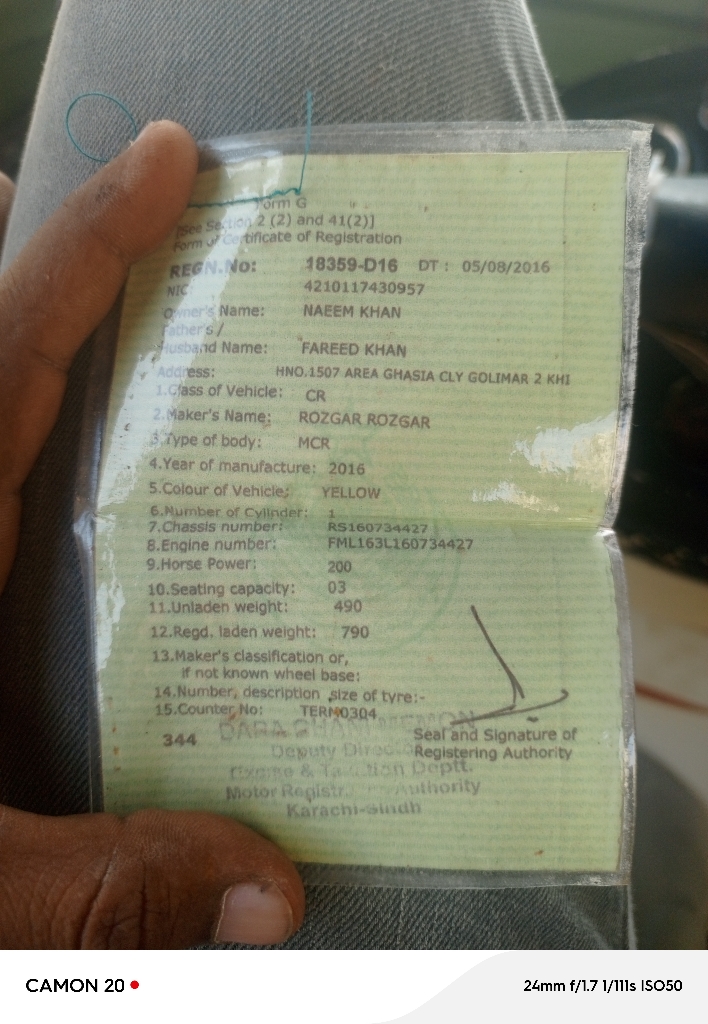 Form G
[See Section 2 (2) and 41(2)]
Form of Certificate of Registration
REGN.No: 18359-D16 DT : 05/08/2016
NIC: 4210117430957
Owner's Name: NAEEM KHAN
Father's/
Husband Name: FAREED KHAN
Address: HNO.1507 AREA GHASIA CLY GOLIMAR 2 KHI
1.Class of Vehicle: CR
2.Maker's Name: ROZGAR ROZGAR
3.Type of body: MCR
4.Year of manufacture: 2016
5.Colour of Vehicle: YELLOW
6.Number of Cylinder: 1
7.Chassis number: RS160734427
8.Engine number: FML163L160734427
9.Horse Power: 200
10.Seating capacity: 03
11.Unladen weight: 490
12.Regd. laden weight: 790
13.Maker's classification or,
if not known wheel base:
14.Number, description ,size of tyre:-
15.Counter No: TERM0304
344
Seal and Signature of
Registering Authority
Deputy
Excise & Deptt.
Motor Authority
Karachi-Sindh
CAMON 20
24mm f/1.7 1/111s ISO50